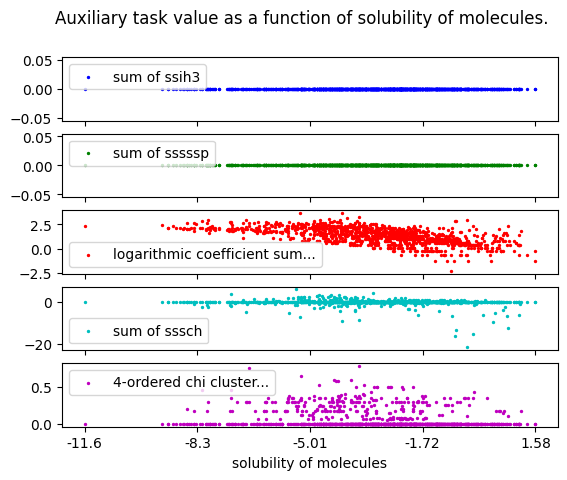 Auxiliary task value as a function of solubility of molecules.
0.05
0.00
−0.05
sum of ssih3
0.05
0.00
−0.05
sum of sssssp
2.5
0.0
−2.5
logarithmic coefficient sum...
0
−20
sum of sssch
0.5
0.0
4-ordered chi cluster...
-11.6 -8.3 -5.01 -1.72 1.58
solubility of molecules